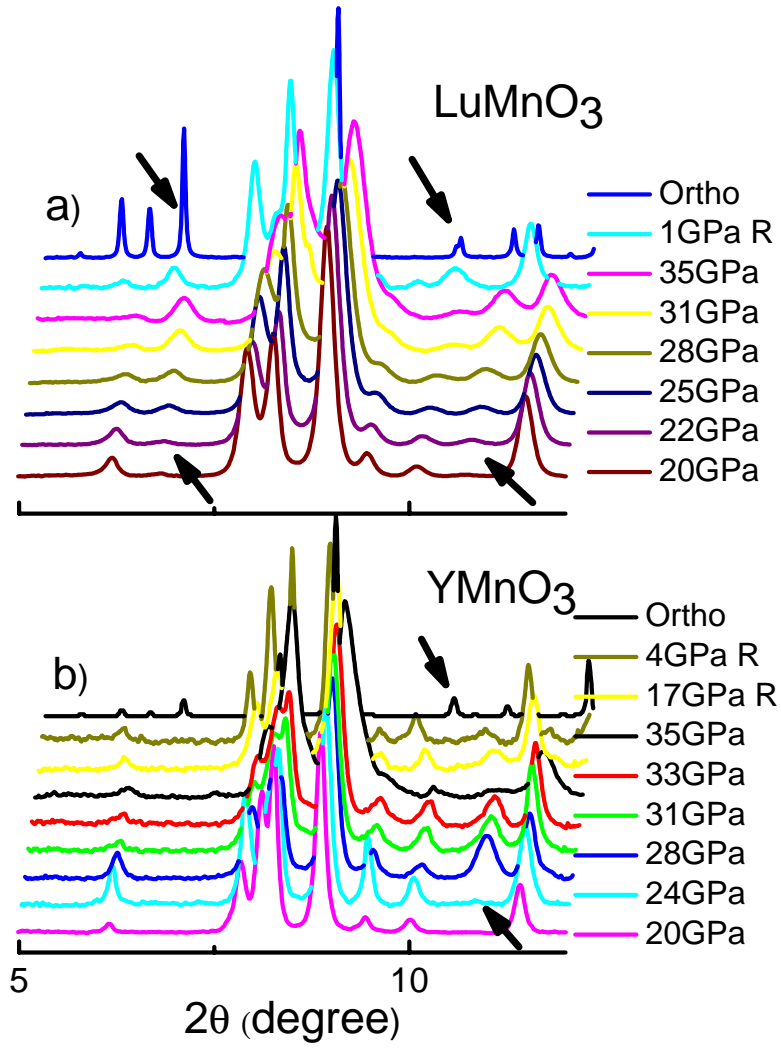 LuMnO3
a)
Ortho
1GPa R
35GPa
31GPa
28GPa
25GPa
22GPa
20GPa
YMnO3
b)
Ortho
4GPa R
17GPa R
35GPa
33GPa
31GPa
28GPa
24GPa
20GPa
5 10
2θ (degree)